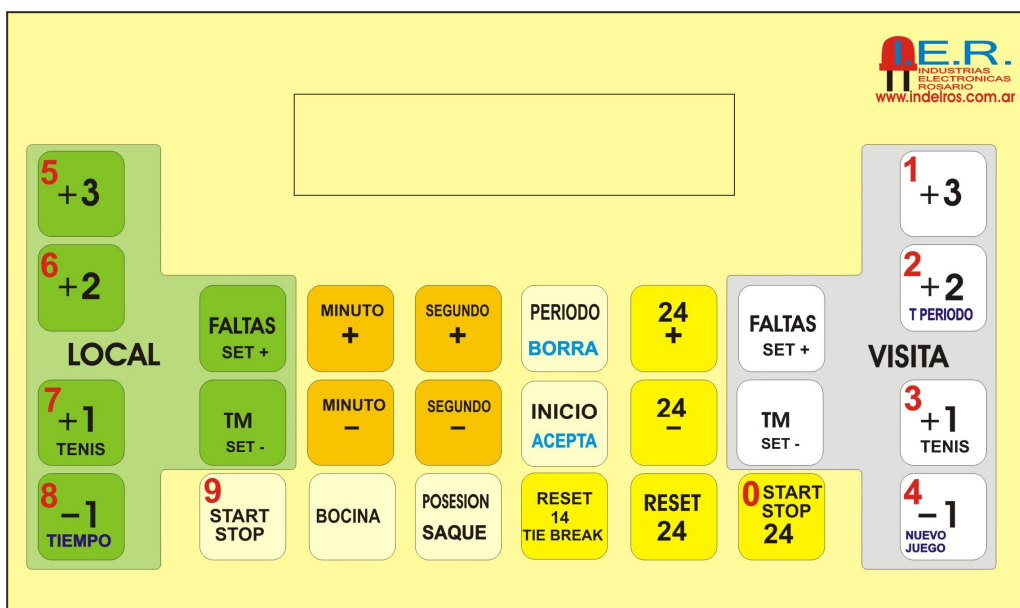 I.E.R.
INDUSTRIAS
ELECTRONICAS
ROSARIO
www.indelros.com.ar
5
+3
6
+2
LOCAL
7
+1
TENIS
8
-1
TIEMPO
FALTAS
SET +
TM
SET -
9
START
STOP
MINUTO
+
MINUTO
-
BOCINA
SEGUNDO
+
SEGUNDO
-
POSESION
SAQUE
PERIODO
BORRA
INICIO
ACEPTA
RESET
14
TIE BREAK
24
+
24
-
RESET
24
FALTAS
SET +
TM
SET -
0 START
STOP
24
1
+3
2
+2
T PERIODO
VISITA
3
+1
TENIS
4
-1
NUEVO
JUEGO